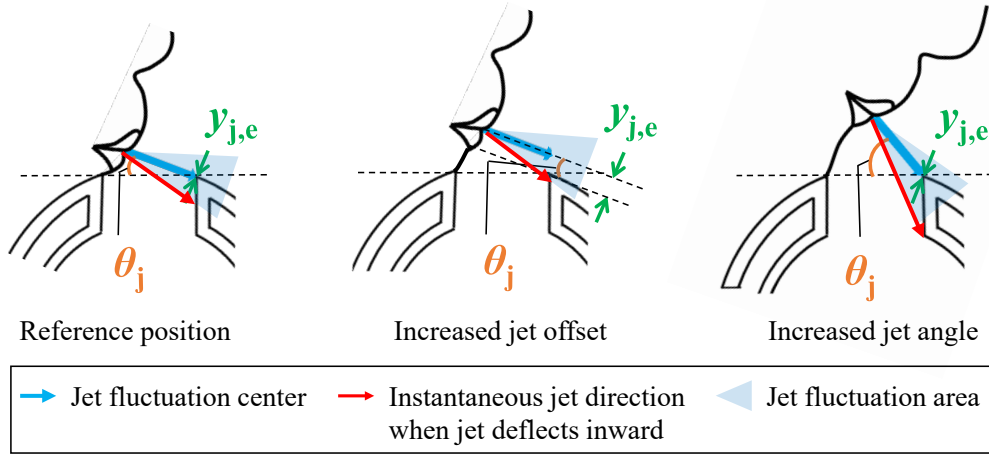 y_j,e
θ_j
Reference position
y_j,e
θ_j
Increased jet offset
y_j,e
θ_j
Increased jet angle
Jet fluctuation center
Instantaneous jet direction
when jet deflects inward
Jet fluctuation area